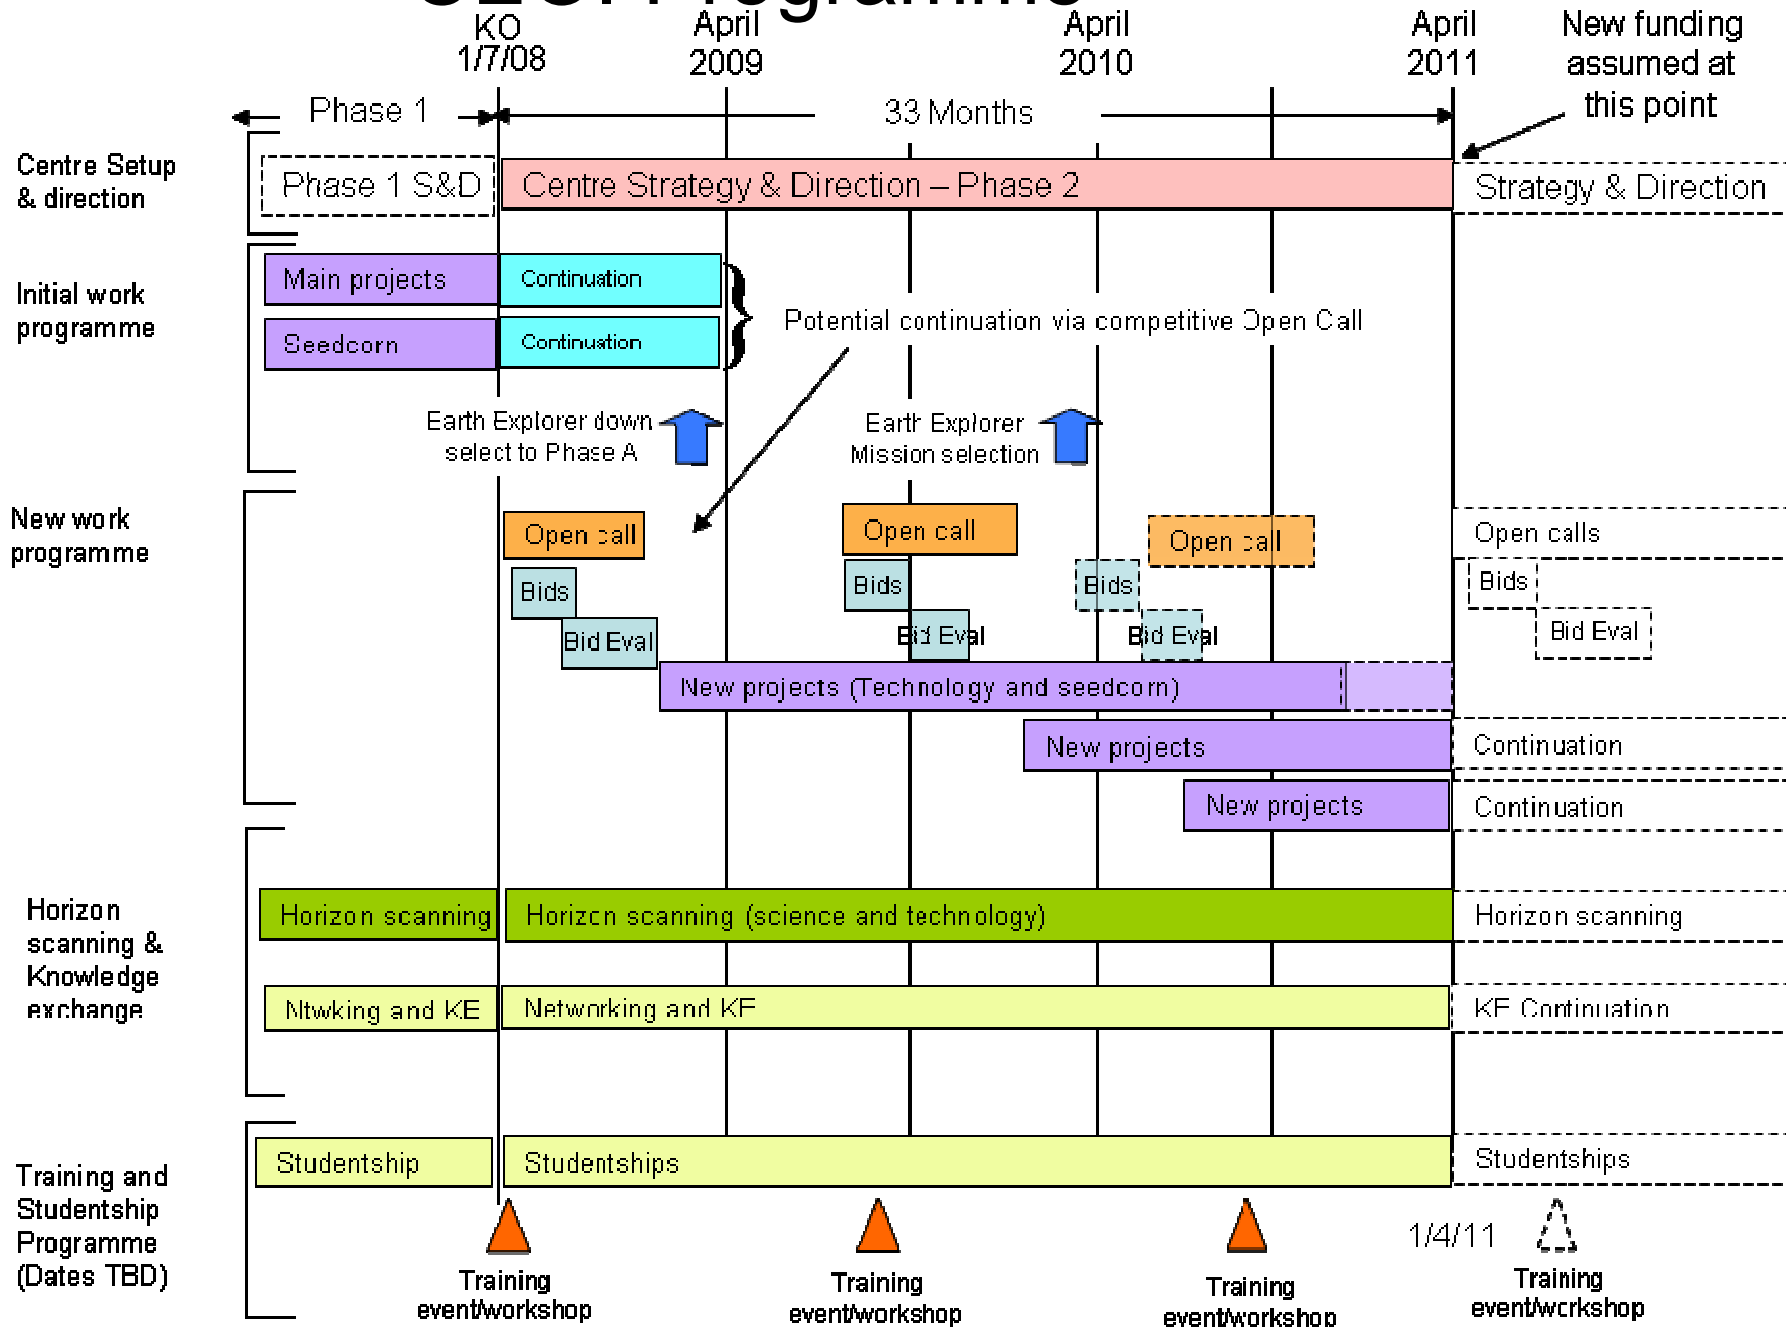 Programme
KO
1/7/08
April
2009
April
2010
April
2011
New funding
assumed at
this point
Phase 1
33 Months
Centre Setup
& direction
Phase 1 S&D
Centre Strategy & Direction – Phase 2
Strategy & Direction
Initial work
programme
Main projects
Continuation
Seedcorn
Continuation
Potential continuation via competitive Open Call
Earth Explorer down
select to Phase A
Earth Explorer
Mission selection
New work
programme
Open call
Open call
Open call
Open calls
Bids
Bids
Bids
Bids
Bid Eval
Bid Eval
Bid Eval
Bid Eval
New projects (Technology and seedcorn)
New projects
Continuation
New projects
Continuation
Horizon
scanning &
Knowledge
exchange
Horizon scanning
Horizon scanning (science and technology)
Horizon scanning
Ntwking and KE
Networking and KE
KE Continuation
Training and
Studentship
Programme
(Dates TBD)
Studentship
Studentships
Studentships
1/4/11
Training
event/workshop
Training
event/workshop
Training
event/workshop
Training
event/workshop